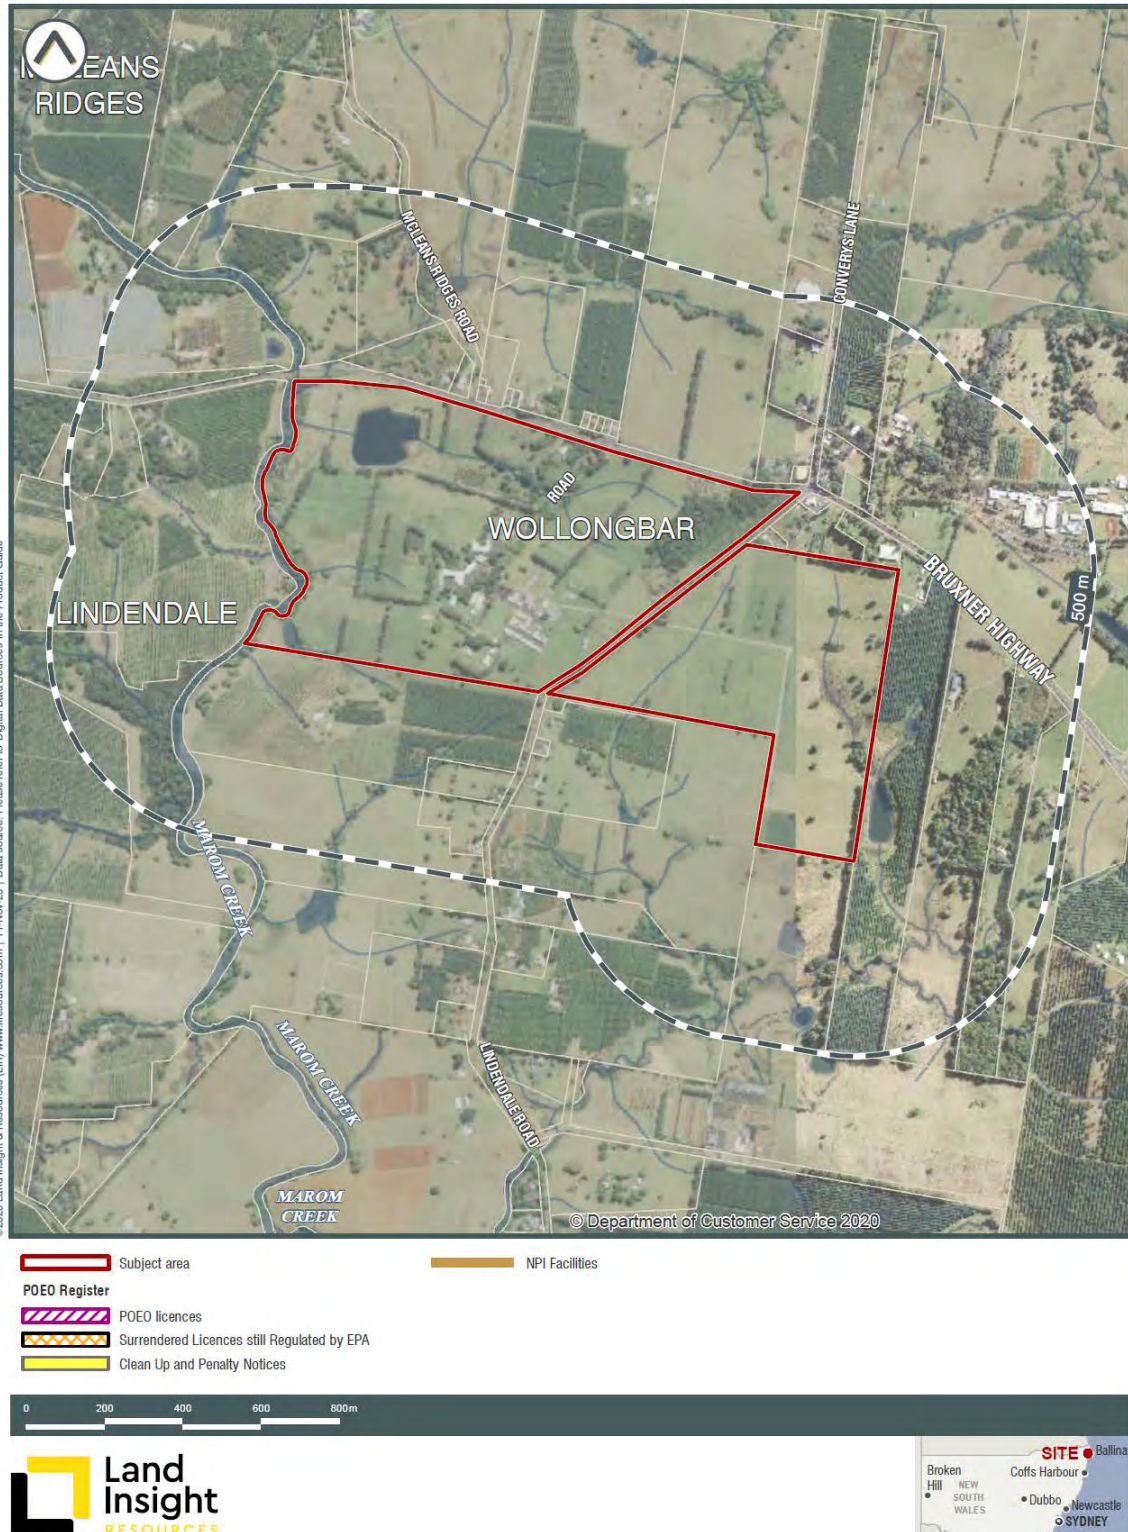 MCLEANS
RIDGES
MCLEANS RIDGES ROAD
CONVERYS LANE
ROAD
WOLLONGBAR
LINDENDALE
BRUXNER HIGHWAY
500 m
MAROM CREEK
MAROM CREEK
LINDENDALE ROAD
MAROM
CREEK
© Department of Customer Service 2020
Subject area
NPI Facilities
POEO Register
POEO licences
Surrendered Licences still Regulated by EPA
Clean Up and Penalty Notices
0 200 400 600 800m
Land
Insight
RESOURCES
SITE
Ballina
Broken
Hill
Coffs Harbour
NEW
SOUTH
WALES
Dubbo
Newcastle
SYDNEY